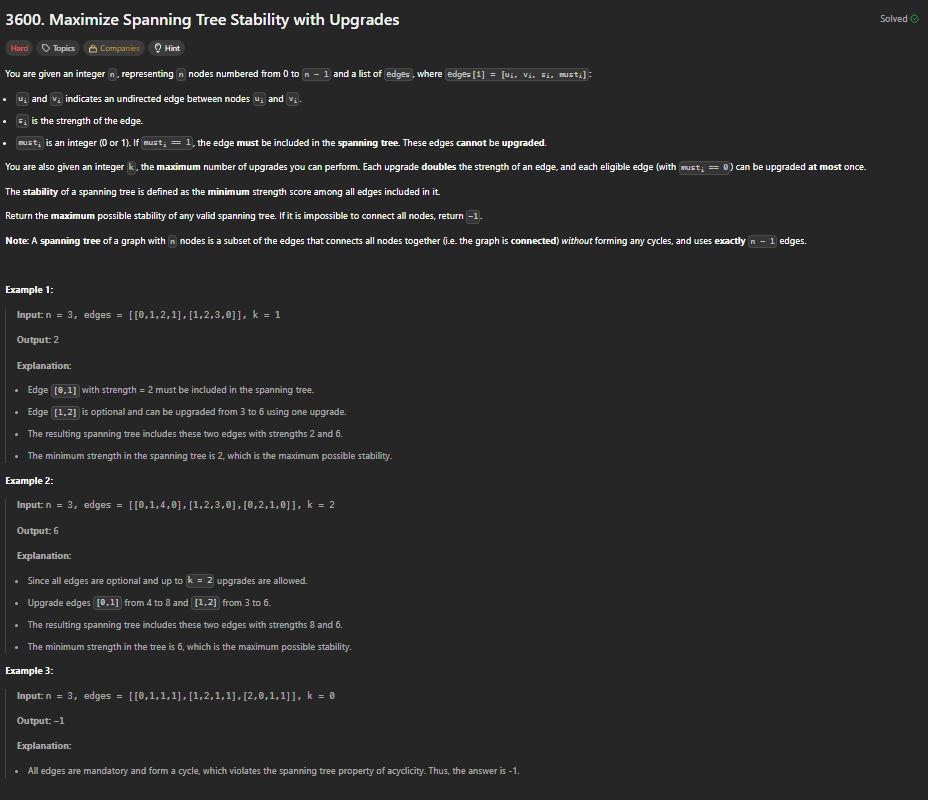 3600. Maximize Spanning Tree Stability with Upgrades
Solved
Hard Topics Companies Hint
You are given an integer n, representing n nodes numbered from 0 to n - 1 and a list of edges, where edges[i] = [ui, vi, si, musti]:
• ui and vi indicates an undirected edge between nodes ui and vi.
• si is the strength of the edge.
• musti is an integer (0 or 1). If musti == 1, the edge must be included in the spanning tree. These edges cannot be upgraded.
You are also given an integer k, the maximum number of upgrades you can perform. Each upgrade doubles the strength of an edge, and each eligible edge (with musti == 0) can be upgraded at most once.
The stability of a spanning tree is defined as the minimum strength score among all edges included in it.
Return the maximum possible stability of any valid spanning tree. If it is impossible to connect all nodes, return -1.
Note: A spanning tree of a graph with n nodes is a subset of the edges that connects all nodes together (i.e. the graph is connected) without forming any cycles, and uses exactly n - 1 edges.
Example 1:
Input: n = 3, edges = [[0,1,2,1],[1,2,3,0]], k = 1
Output: 2
Explanation:
• Edge [0,1] with strength = 2 must be included in the spanning tree.
• Edge [1,2] is optional and can be upgraded from 3 to 6 using one upgrade.
• The resulting spanning tree includes these two edges with strengths 2 and 6.
• The minimum strength in the spanning tree is 2, which is the maximum possible stability.
Example 2:
Input: n = 3, edges = [[0,1,4,0],[1,2,3,0],[0,2,1,0]], k = 2
Output: 6
Explanation:
• Since all edges are optional and up to k = 2 upgrades are allowed.
• Upgrade edges [0,1] from 4 to 8 and [1,2] from 3 to 6.
• The resulting spanning tree includes these two edges with strengths 8 and 6.
• The minimum strength in the tree is 6, which is the maximum possible stability.
Example 3:
Input: n = 3, edges = [[0,1,1,1],[1,2,1,1],[2,0,1,1]], k = 0
Output: -1
Explanation:
• All edges are mandatory and form a cycle, which violates the spanning tree property of acyclicity. Thus, the answer is -1.